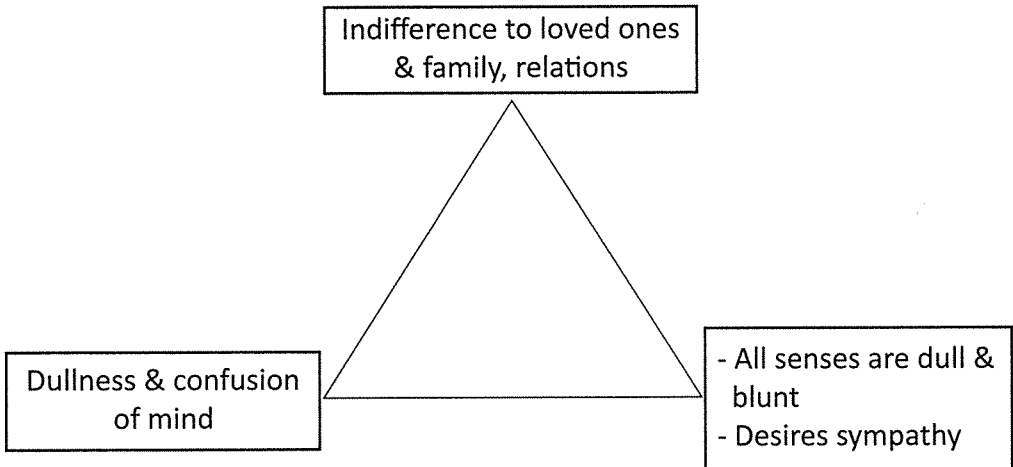 Indifference to loved ones
& family, relations
Dullness & confusion
of mind
- All senses are dull &
blunt
- Desires sympathy